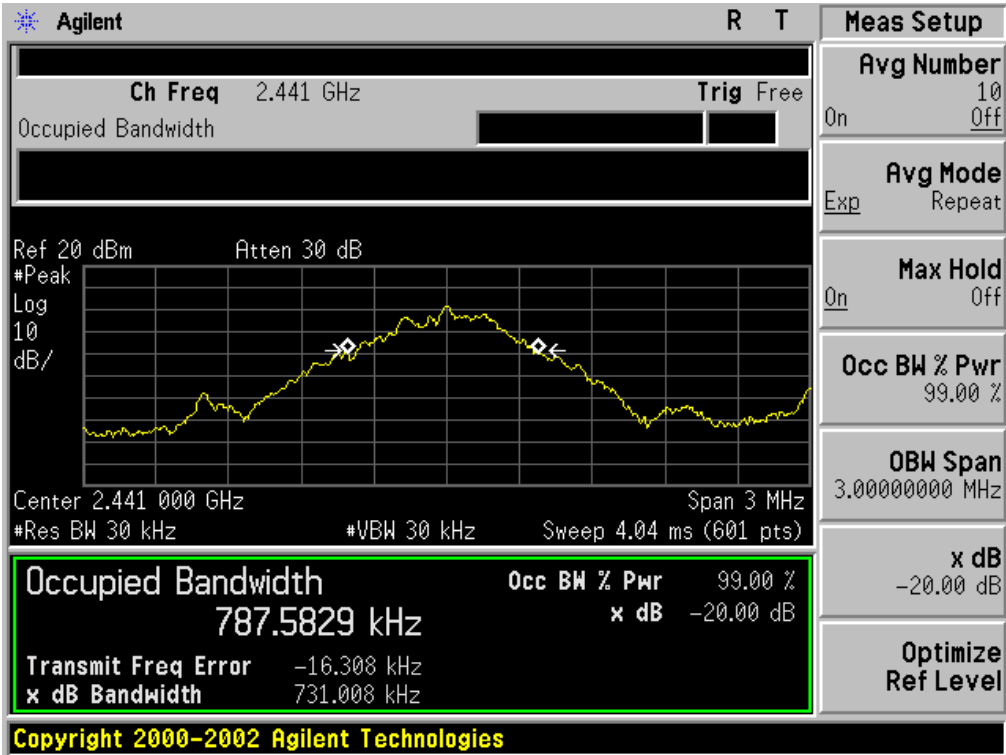 Agilent R T
Ch Freq 2.441 GHz Trig Free
Occupied Bandwidth
Ref 20 dBm Atten 30 dB
#Peak
Log
10
dB/
Center 2.441 000 GHz Span 3 MHz
#Res BW 30 kHz #VBW 30 kHz Sweep 4.04 ms (601 pts)
Occupied Bandwidth Occ BW % Pwr 99.00 %
787.5829 kHz x dB -20.00 dB
Transmit Freq Error -16.308 kHz
x dB Bandwidth 731.008 kHz
Copyright 2000-2002 Agilent Technologies
Meas Setup
Avg Number
10
On Off
Avg Mode
Exp Repeat
Max Hold
On Off
Occ BW % Pwr
99.00 %
OBW Span
3.00000000 MHz
x dB
-20.00 dB
Optimize
Ref Level